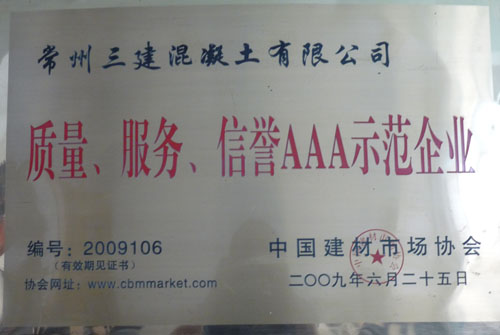 常州三建混凝土有限公司
质量、服务、信誉AAA示范企业
编号：2009106
（有效期见证书）
协会网址：www.cbmmarket.com
中国建材市场协会
二〇〇九年六月二十五日